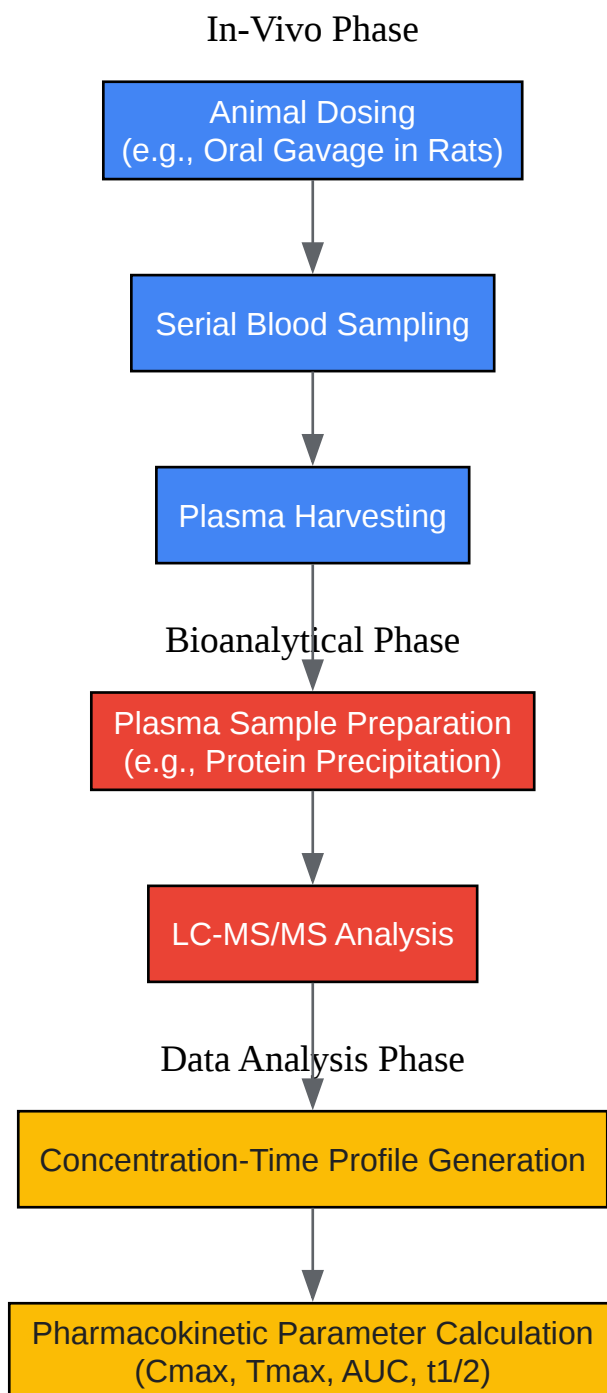 In-Vivo Phase
Animal Dosing
(e.g., Oral Gavage in Rats)
Serial Blood Sampling
Plasma Harvesting
Bioanalytical Phase
Plasma Sample Preparation
(e.g., Protein Precipitation)
LC-MS/MS Analysis
Data Analysis Phase
Concentration-Time Profile Generation
Pharmacokinetic Parameter Calculation
(Cmax, Tmax, AUC, t1/2)